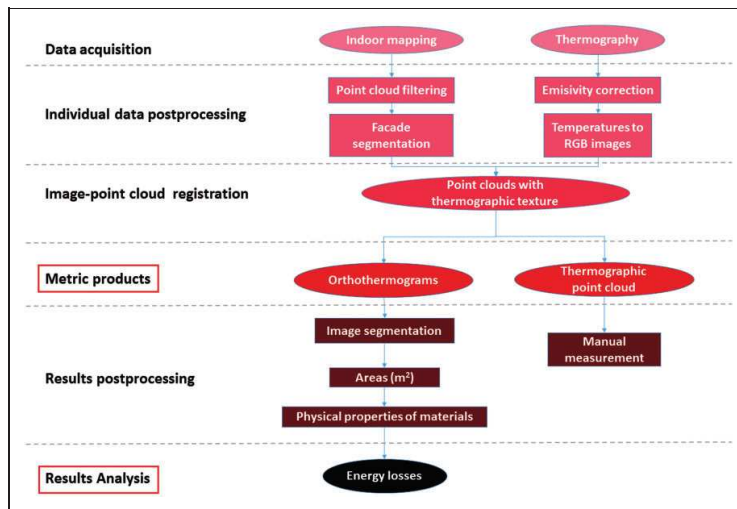 Data acquisition
Indoor mapping
Thermography
Individual data postprocessing
Point cloud filtering
Emisivity correction
Facade
segmentation
Temperatures to
RGB images
Image-point cloud registration
Point clouds with
thermographic texture
Metric products
Orthothermograms
Thermographic
point cloud
Results postprocessing
Image segmentation
Manual
measurement
Areas (m²)
Physical properties of materials
Results Analysis
Energy losses